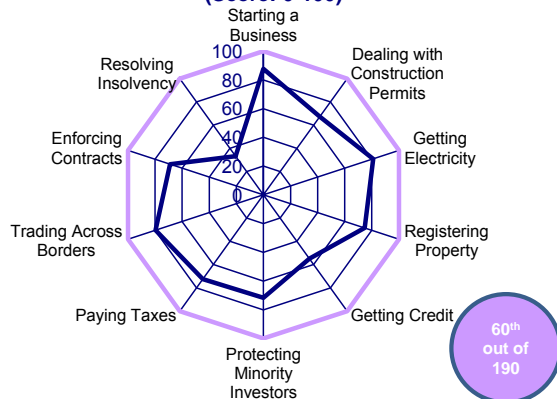 Starting a
Business
100
Dealing with
Construction
Permits
Resolving
Insolvency
80
60
Enforcing
Contracts
Getting
Electricity
40
20
0
Trading Across
Borders
Registering
Property
Paying Taxes
Getting Credit
Protecting
Minority
Investors
60th
out of
190